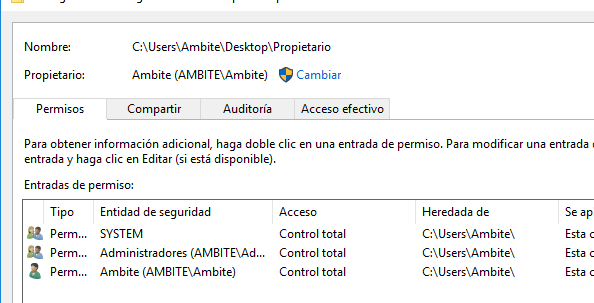 Nombre: C:\Users\Ambite\Desktop\Propietario
Propietario: Ambite (AMBITE\Ambite) Cambiar
Permisos Compartir Auditoría Acceso efectivo
Para obtener información adicional, haga doble clic en una entrada de permiso. Para modificar una entrada
entrada y haga clic en Editar (si está disponible).
Entradas de permiso:
Tipo Entidad de seguridad Acceso Heredada de Se ap
Perm... SYSTEM Control total C:\Users\Ambite\ Esta c
Perm... Administradores (AMBITE\Ad... Control total C:\Users\Ambite\ Esta c
Perm... Ambite (AMBITE\Ambite) Control total C:\Users\Ambite\ Esta c